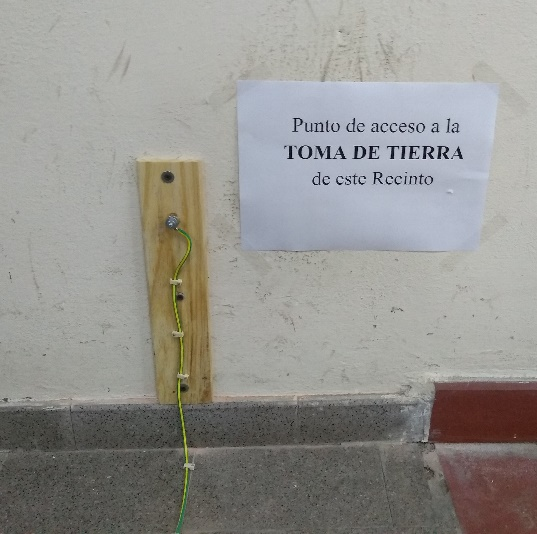 Punto de acceso a la
TOMA DE TIERRA
de este Recinto